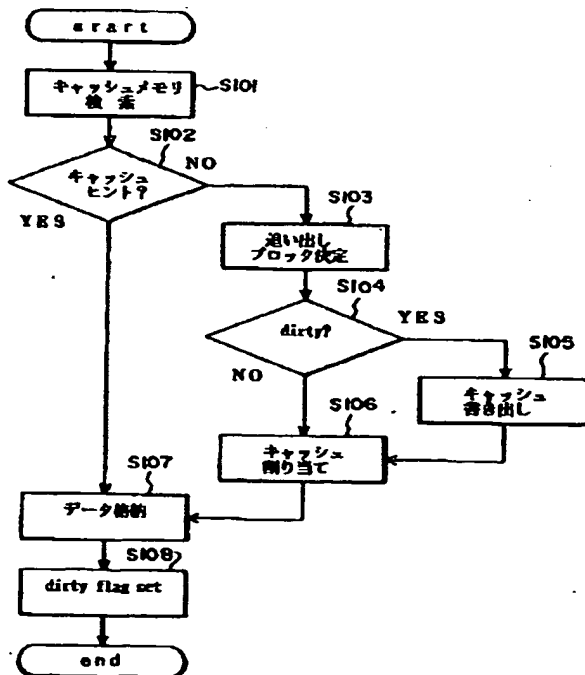 start
キャッシュメモリ
検索
S101
S102
キャッシュ
ヒット?
NO
YES
S103
追い出し
ブロック決定
S104
dirty?
YES
NO
S105
キャッシュ
書き出し
S106
キャッシュ
割り当て
S107
データ格納
S108
dirty flag set
end